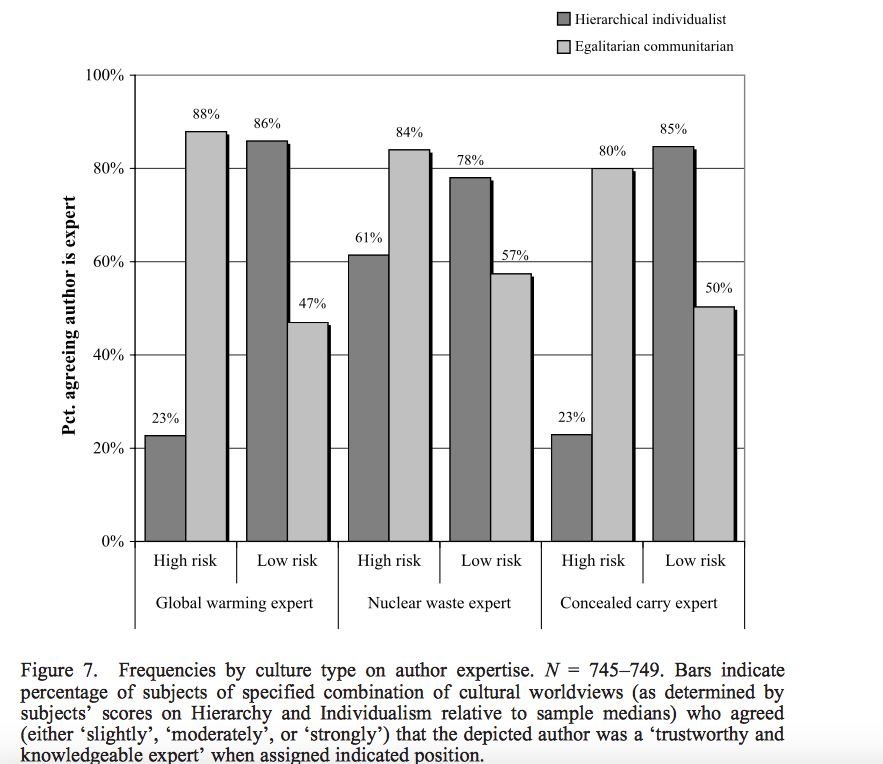 Hierarchical individualist
Egalitarian communitarian
Pct. agreeing author is expert
100%
80%
60%
40%
20%
0%
23%
88%
86%
47%
61%
84%
78%
57%
23%
80%
85%
50%
High risk
Low risk
High risk
Low risk
High risk
Low risk
Global warming expert
Nuclear waste expert
Concealed carry expert
Figure 7. Frequencies by culture type on author expertise. N = 745–749. Bars indicate
percentage of subjects of specified combination of cultural worldviews (as determined by
subjects’ scores on Hierarchy and Individualism relative to sample medians) who agreed
(either ‘slightly’, ‘moderately’, or ‘strongly’) that the depicted author was a ‘trustworthy and
knowledgeable expert’ when assigned indicated position.